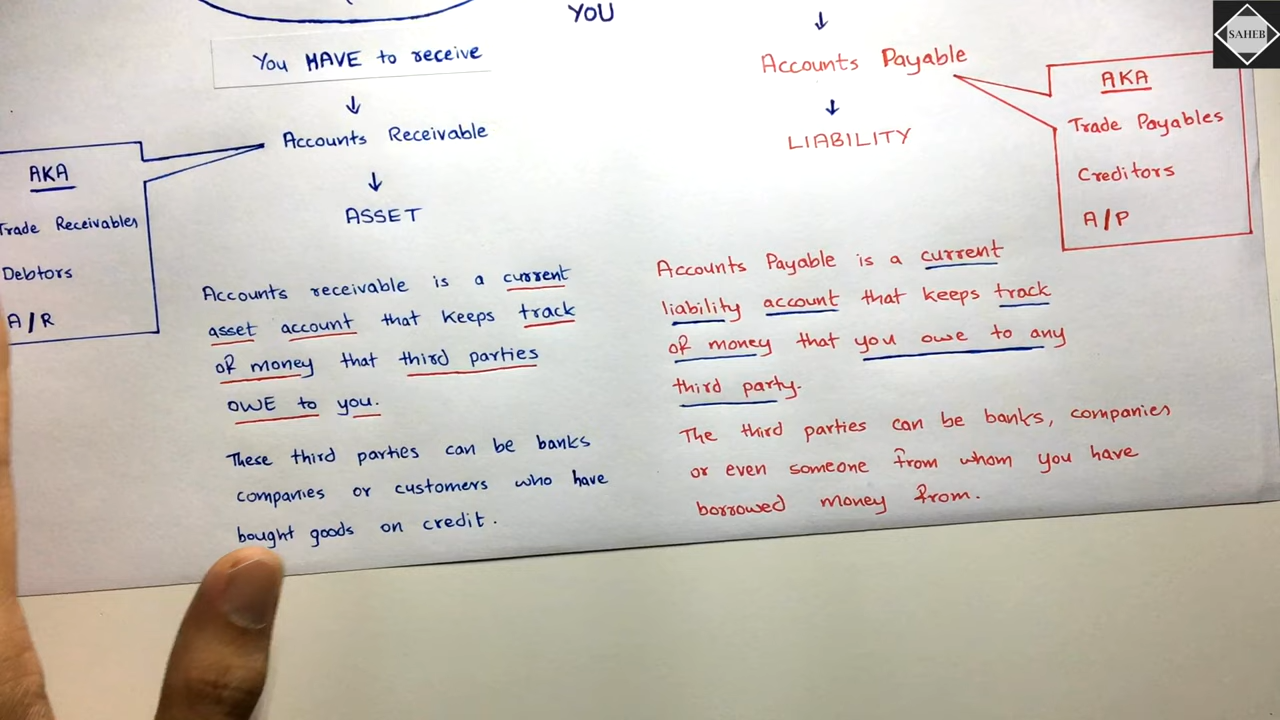 YOU
SAHEB
You HAVE to receive
Accounts Receivable
ASSET
AKA
Trade Receivables
Debtors
A/R
Accounts receivable is a current
asset account that keeps track
of money that third parties
OWE to you.
These third parties can be banks
companies or customers who have
bought goods on credit.
Accounts Payable
LIABILITY
AKA
Trade Payables
Creditors
A/P
Accounts Payable is a current
liability account that keeps track
of money that you owe to any
third party.
The third parties can be banks, companies
or even someone from whom you have
borrowed money from.